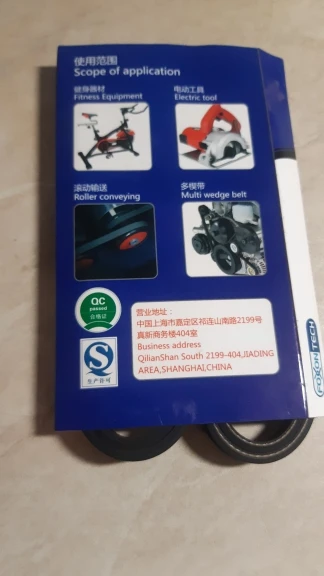 使用范围
Scope of application
健身器材
Fitness Equipment
电动工具
Electric tool
滚动输送
Roller conveying
多楔带
Multi wedge belt
QC
passed
合格证
生产许可
营业地址:
中国上海市嘉定区祁连山南路2199号
真新商务楼404室
Business address
QilianShan South 2199-404,JIADING
AREA,SHANGHAI,CHINA
FOXON TECH